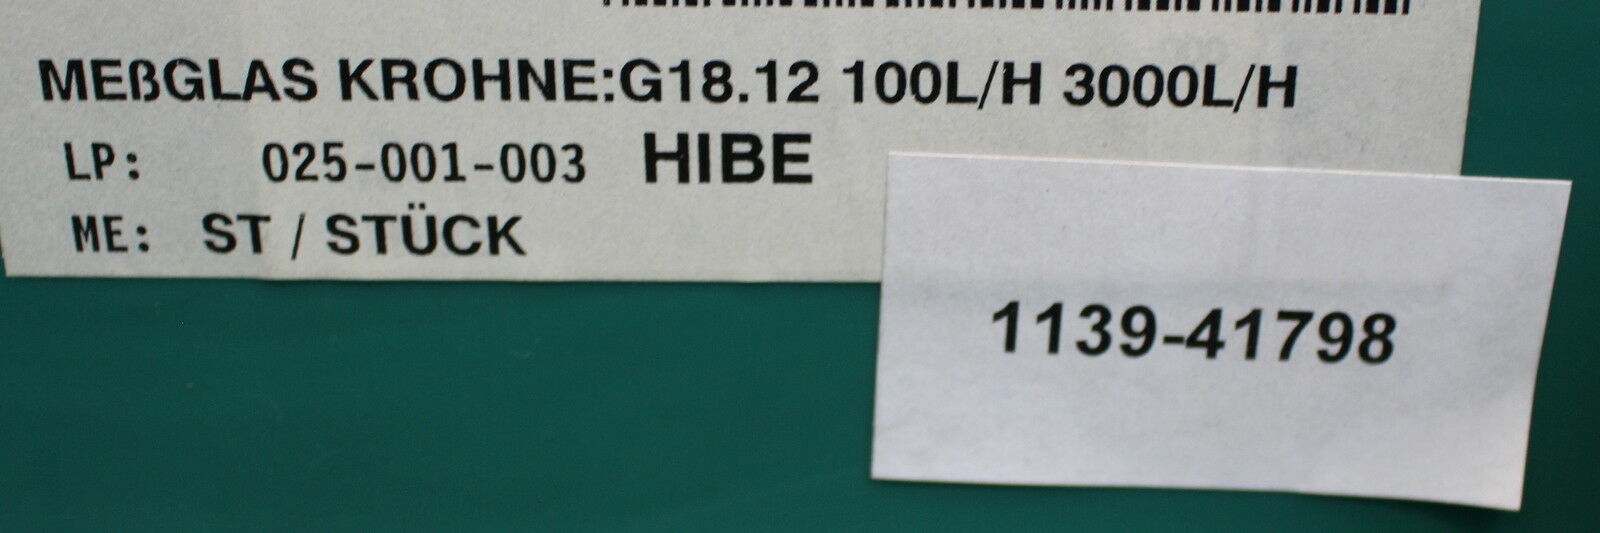 MEßGLAS KROHNE:G18.12 100L/H 3000L/H
LP: 025-001-003 HIBE
ME: ST / STÜCK
1139-41798